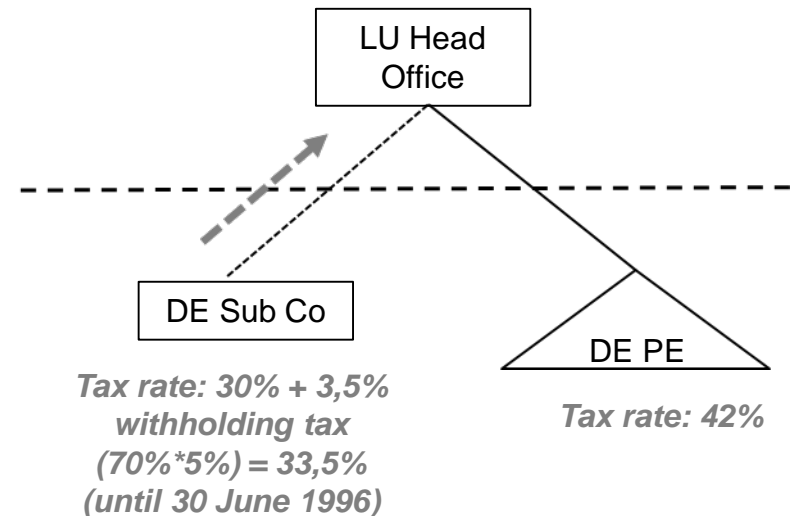 LU Head
Office
DE Sub Co
DE PE
Tax rate: 30% + 3,5%
withholding tax
(70%*5%) = 33,5%
(until 30 June 1996)
Tax rate: 42%